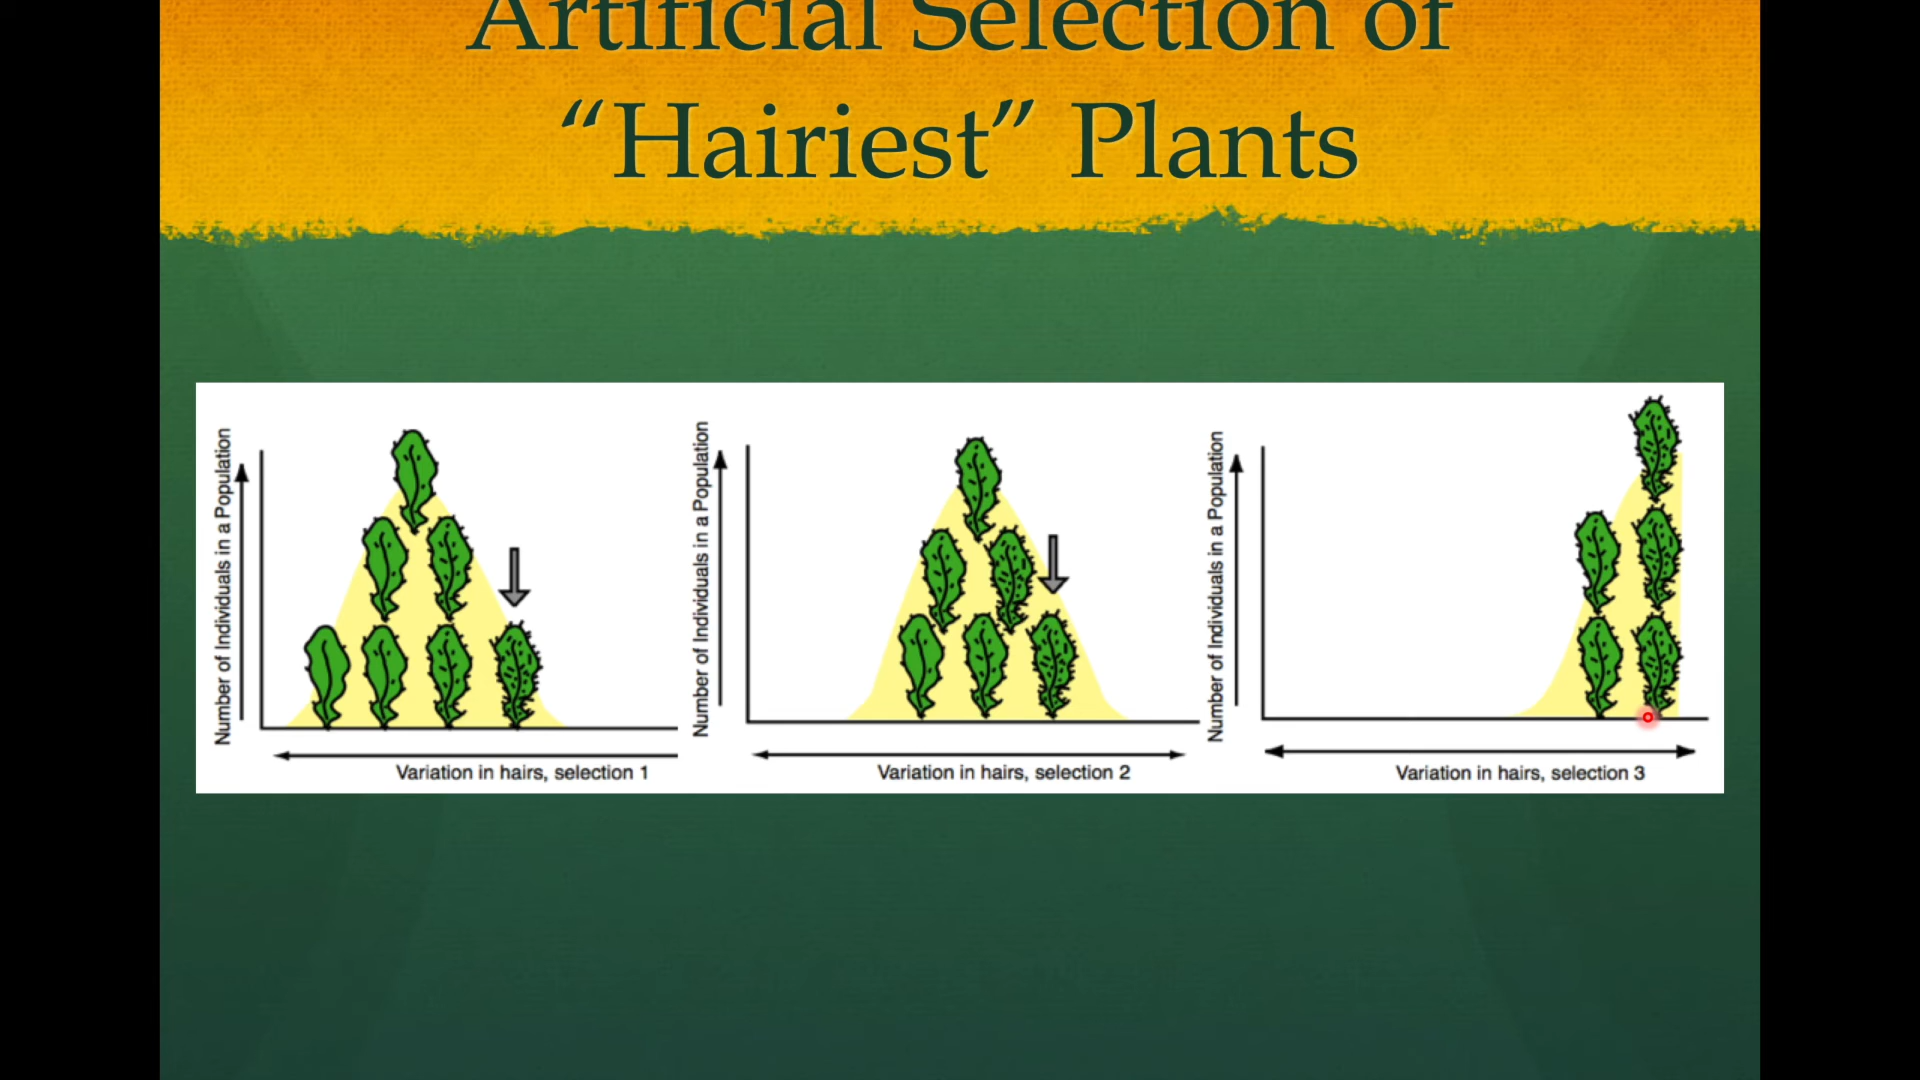 Artificial Selection of
“Hairiest” Plants
Number of Individuals in a Population
Variation in hairs, selection 1
Number of Individuals in a Population
Variation in hairs, selection 2
Number of Individuals in a Population
Variation in hairs, selection 3